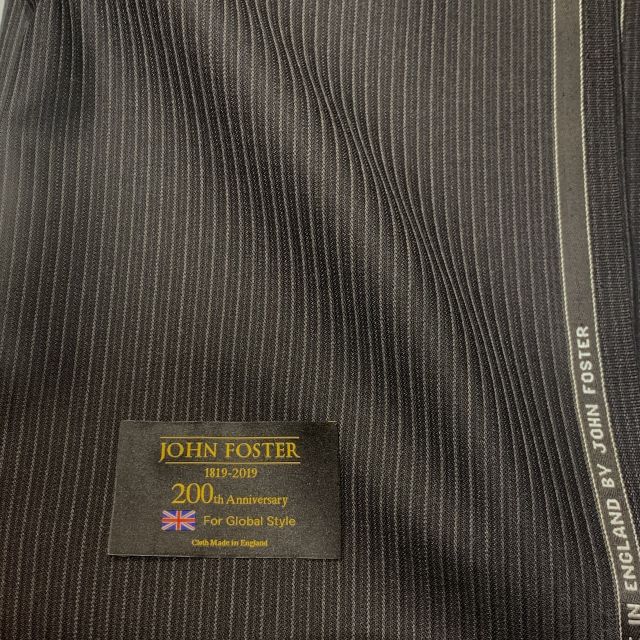 JOHN FOSTER
1819-2019
200th Anniversary
For Global Style
Cloth Made in England
IN ENGLAND BY JOHN FOSTER